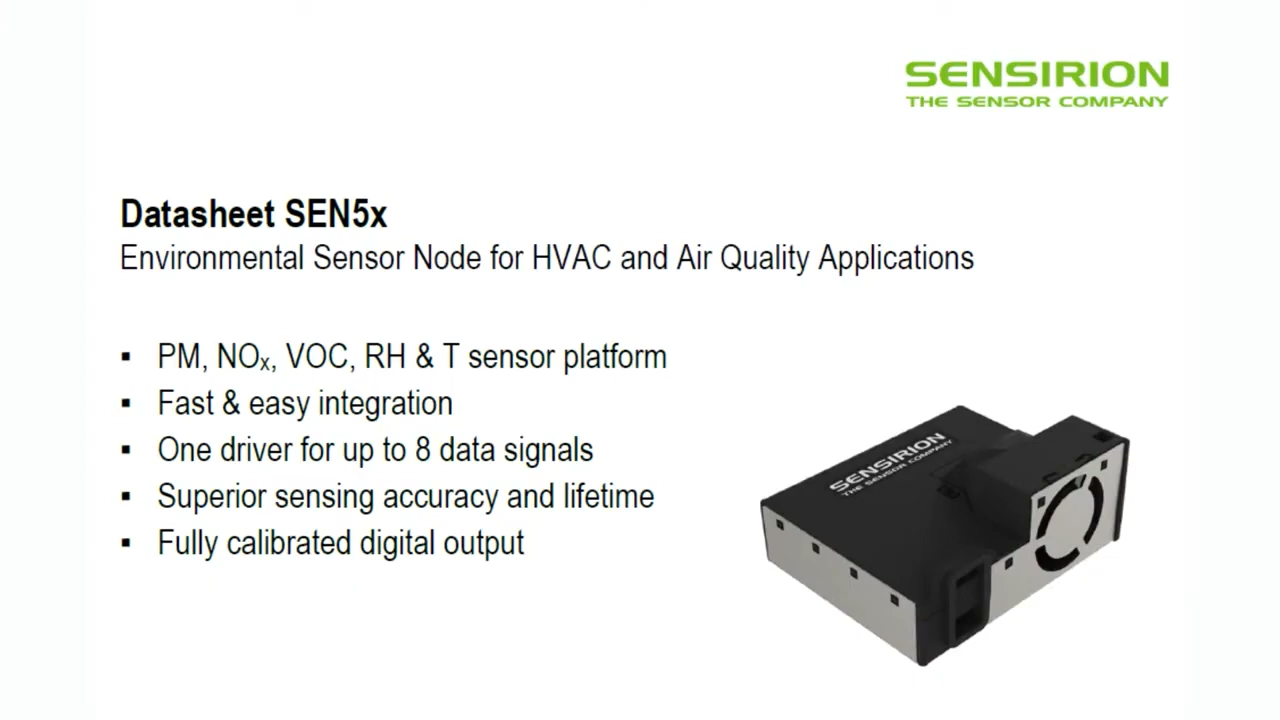 SENSIRION
THE SENSOR COMPANY
Datasheet SEN5x
Environmental Sensor Node for HVAC and Air Quality Applications
▪ PM, NOx, VOC, RH & T sensor platform
▪ Fast & easy integration
▪ One driver for up to 8 data signals
▪ Superior sensing accuracy and lifetime
▪ Fully calibrated digital output
SENSIRION
THE SENSOR COMPANY